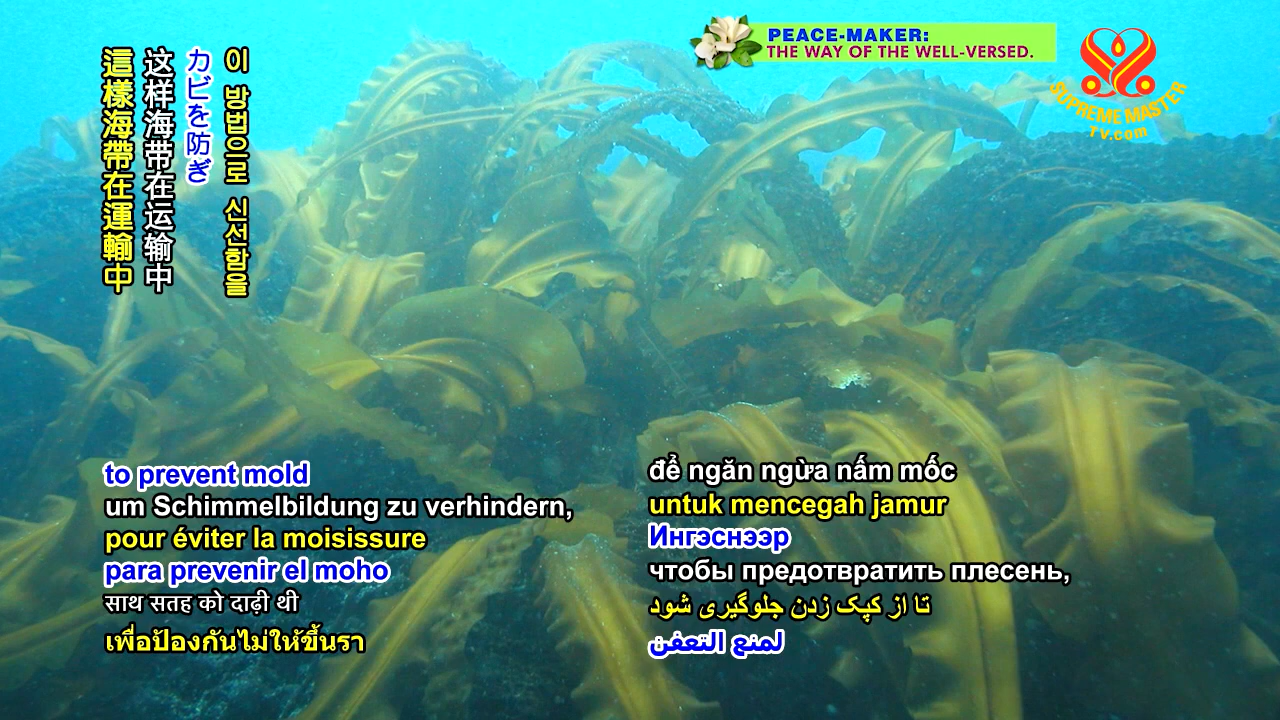 PEACE-MAKER:
THE WAY OF THE WELL-VERSED.
SUPREME MASTER
TV.com
이 방법으로 신선함을
カビを防ぎ
这样海带在运输中
這樣海帶在運輸中
to prevent mold
um Schimmelbildung zu verhindern,
pour éviter la moisissure
para prevenir el moho
साथ सतह को दाढ़ी थी
เพื่อป้องกันไม่ให้ขึ้นรา
để ngăn ngừa nấm mốc
untuk mencegah jamur
Ингэснээр
чтобы предотвратить плесень,
تا از کپک زدن جلوگیری شود
لمنع التعفن